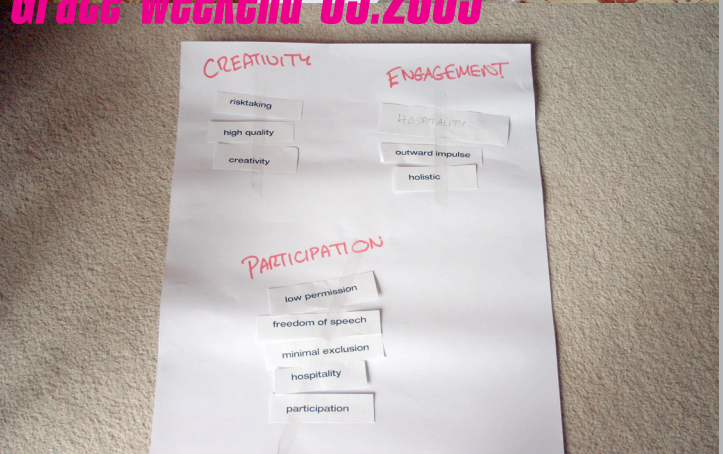 Grace weekend 05.2005
CREATIVITY
risktaking
high quality
creativity
ENGAGEMENT
HOSPITALITY
outward impulse
holistic
PARTICIPATION
low permission
freedom of speech
minimal exclusion
hospitality
participation